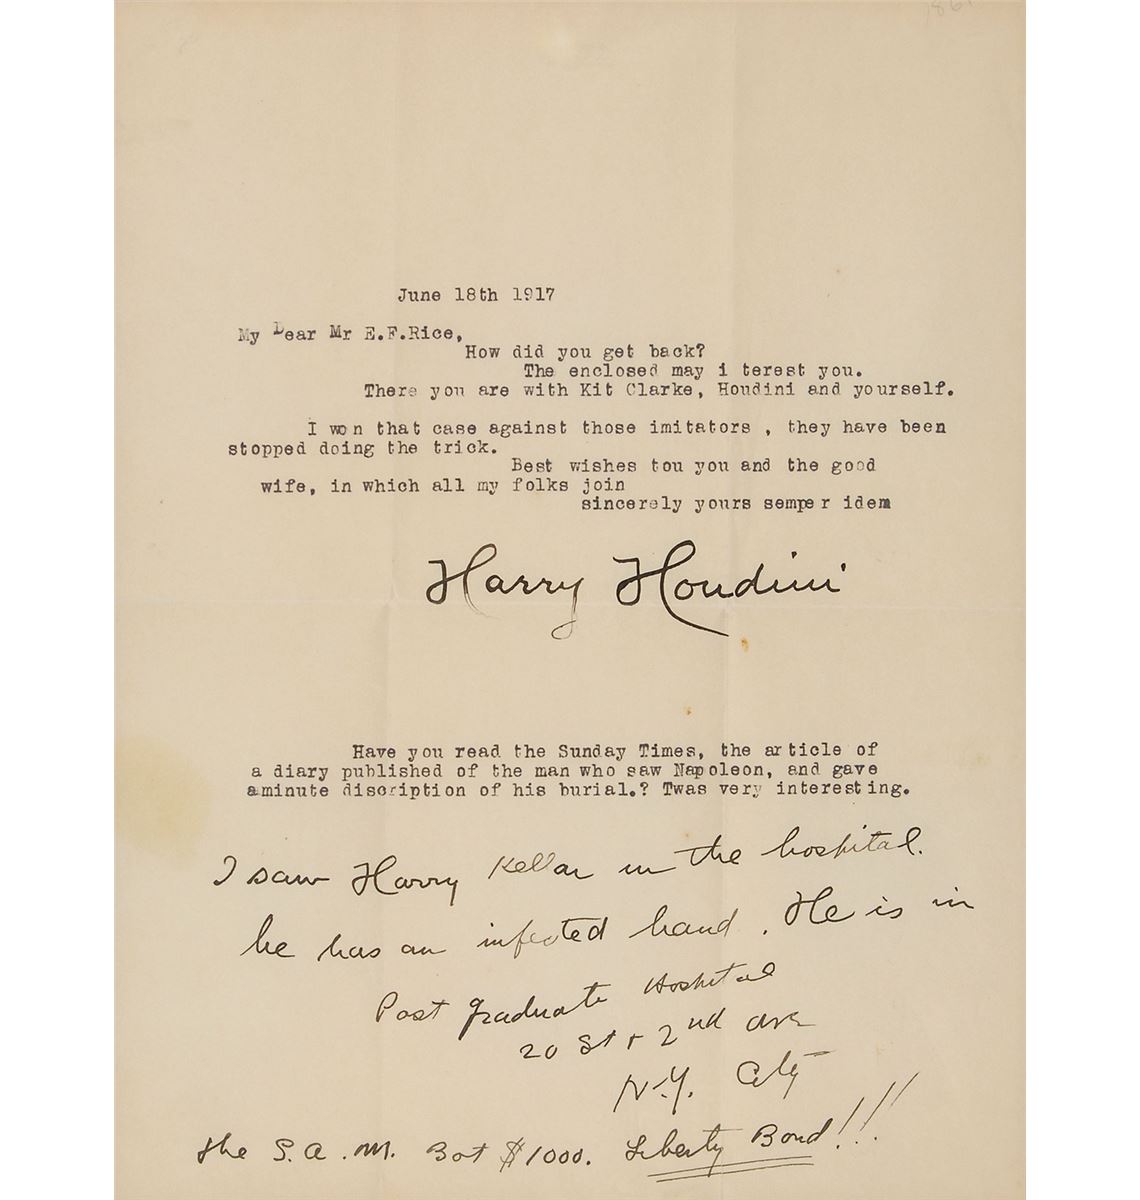 June 18th 1917
My Dear Mr E.F.Rice,
How did you get back?
The enclosed may i terest you.
There you are with Kit Clarke, Houdini and yourself.
I won that case against those imitators , they have been
stopped doing the trick.
Best wishes tou you and the good
wife, in which all my folks join
sincerely yours semper idem
Harry Houdini
Have you read the Sunday Times, the article of
a diary published of the man who saw Napoleon, and gave
aminute discription of his burial.? Twas very interesting.
I saw Harry Kellar in the hospital.
he has an infected hand. He is in
Post graduate Hospital
20 St + 2nd ave
N.Y. City
the S.A.M. Bot $1000. Liberty Bond!!!